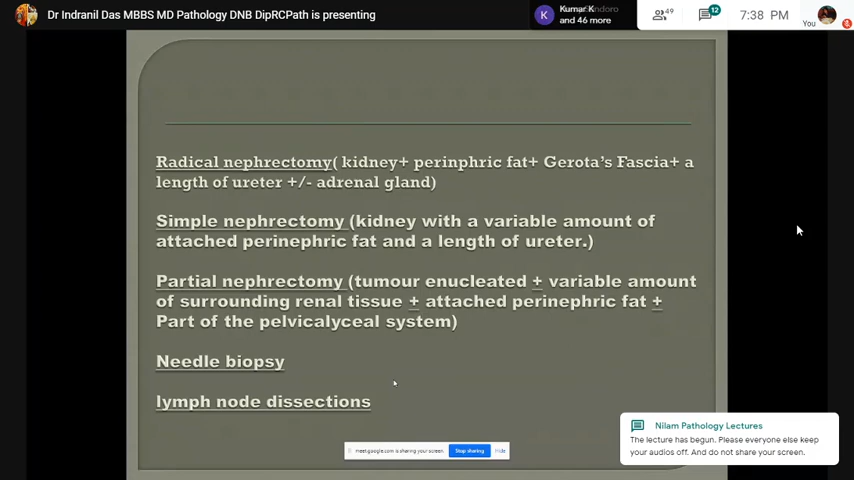 Dr Indranil Das MBBS MD Pathology DNB DipRCPath is presenting
K
Kumar K
and 46 more
49
12
7:38 PM
You
Radical nephrectomy( kidney+ perinphric fat+ Gerota's Fascia+ a
length of ureter +/- adrenal gland)
Simple nephrectomy (kidney with a variable amount of
attached perinephric fat and a length of ureter.)
Partial nephrectomy (tumour enucleated ± variable amount
of surrounding renal tissue ± attached perinephric fat ±
Part of the pelvicalyceal system)
Needle biopsy
lymph node dissections
meet.google.com is sharing your screen.
Stop sharing
Hide
Nilam Pathology Lectures
The lecture has begun. Please everyone else keep
your audios off. And do not share your screen.